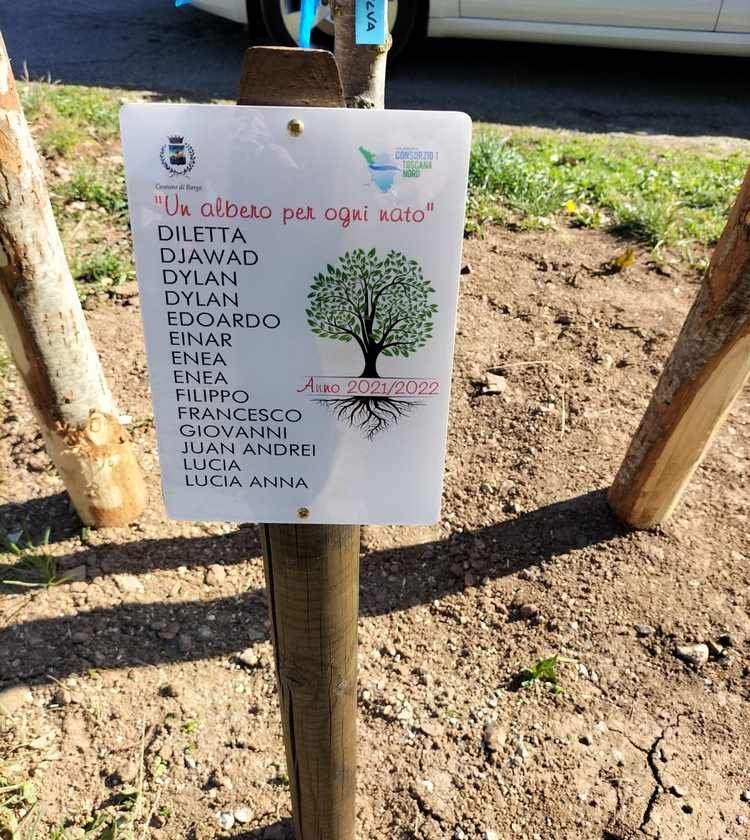 ELVA
Comune di Barga
CONSORZIO 1
TOSCANA
NORD
"Un albero per ogni nato"
DILETTA
DJAWAD
DYLAN
DYLAN
EDOARDO
EINAR
ENEA
ENEA
FILIPPO
FRANCESCO
GIOVANNI
JUAN ANDREI
LUCIA
LUCIA ANNA
Anno 2021/2022